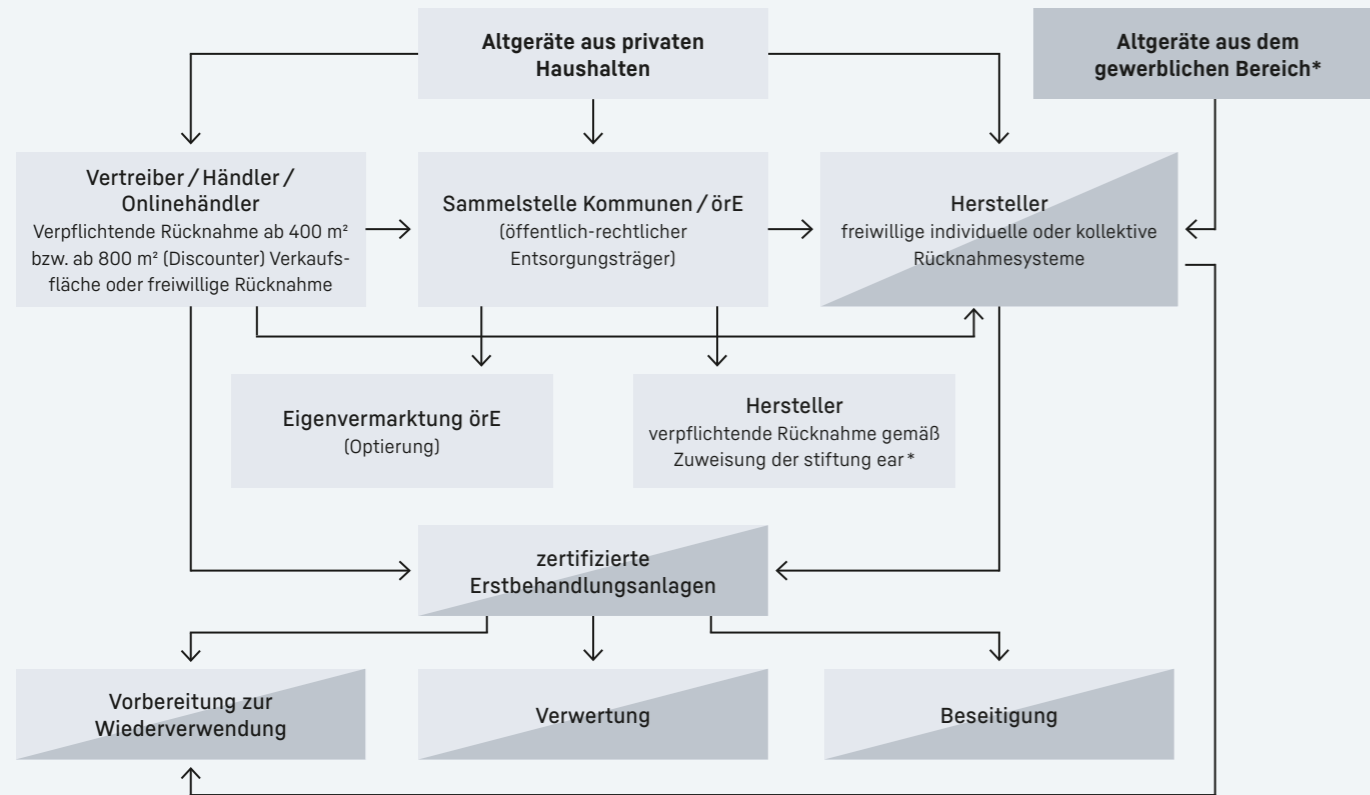 Altgeräte aus privaten
Haushalten
Altgeräte aus dem
gewerblichen Bereich*
Vertreiber / Händler /
Onlinehändler
Verpflichtende Rücknahme ab 400 m²
bzw. ab 800 m² (Discounter) Verkaufs-
fläche oder freiwillige Rücknahme
Sammelstelle Kommunen / örE
(öffentlich-rechtlicher
Entsorgungsträger)
Hersteller
freiwillige individuelle oder kollektive
Rücknahmesysteme
Eigenvermarktung örE
(Optierung)
Hersteller
verpflichtende Rücknahme gemäß
Zuweisung der stiftung ear*
zertifizierte
Erstbehandlungsanlagen
Vorbereitung zur
Wiederverwendung
Verwertung
Beseitigung